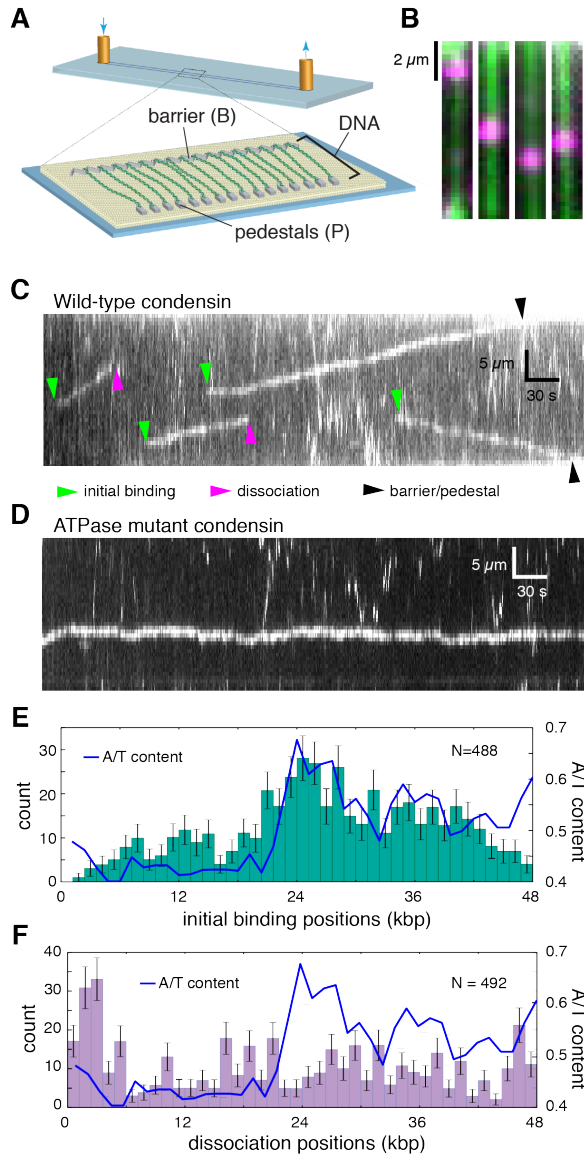 A
barrier (B)
DNA
pedestals (P)
B
2 µm
C
Wild-type condensin
5 µm
30 s
initial binding
dissociation
barrier/pedestal
D
ATPase mutant condensin
5 µm
30 s
E
A/T content
N=488
30
20
10
0
count
0.7
0.6
0.5
0.4
A/T content
0
12
24
36
48
initial binding positions (kbp)
F
A/T content
N = 492
40
30
20
10
0
count
0.7
0.6
0.5
0.4
A/T content
0
12
24
36
48
dissociation positions (kbp)